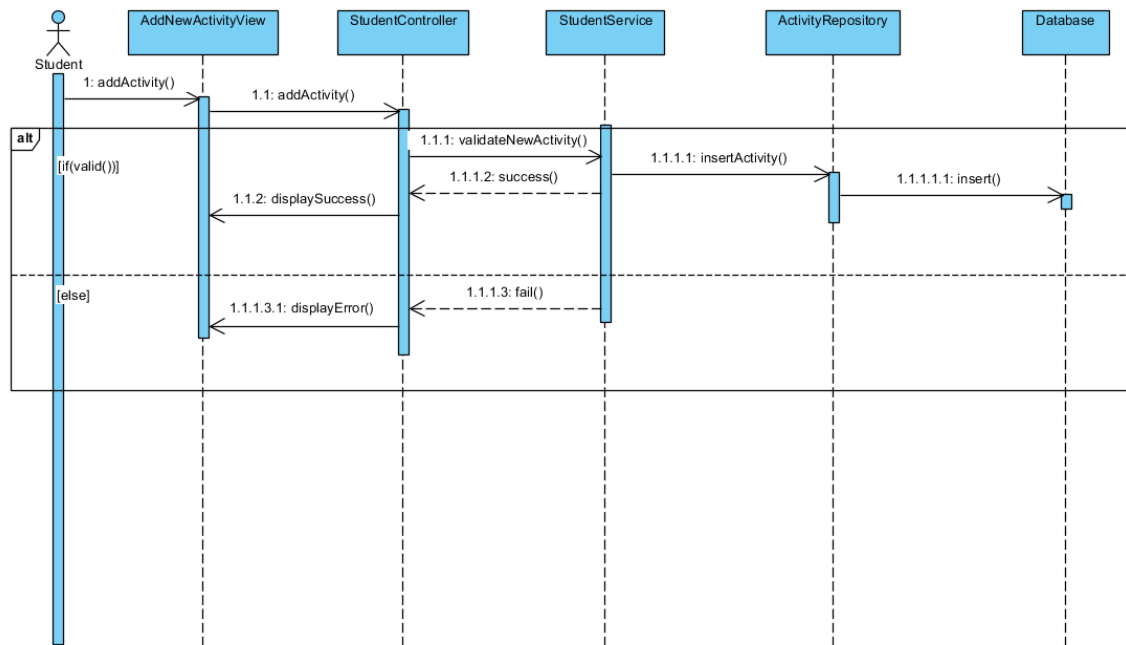 AddNewActivityView
StudentController
StudentService
ActivityRepository
Database
Student
1: addActivity()
1.1: addActivity()
alt
[if(valid())]
1.1.1: validateNewActivity()
1.1.1.1: insertActivity()
1.1.1.2: success()
1.1.1.1.1: insert()
1.1.2: displaySuccess()
[else]
1.1.1.3: fail()
1.1.1.3.1: displayError()